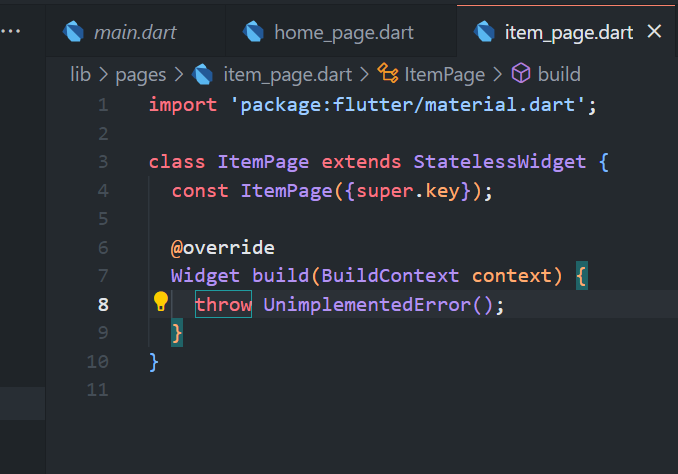 ... main.dart home_page.dart item_page.dart ×
lib > pages > item_page.dart > ItemPage > build
1 import 'package:flutter/material.dart';
2
3 class ItemPage extends StatelessWidget {
4   const ItemPage({super.key});
5
6   @override
7   Widget build(BuildContext context) {
8     throw UnimplementedError();
9   }
10 }
11